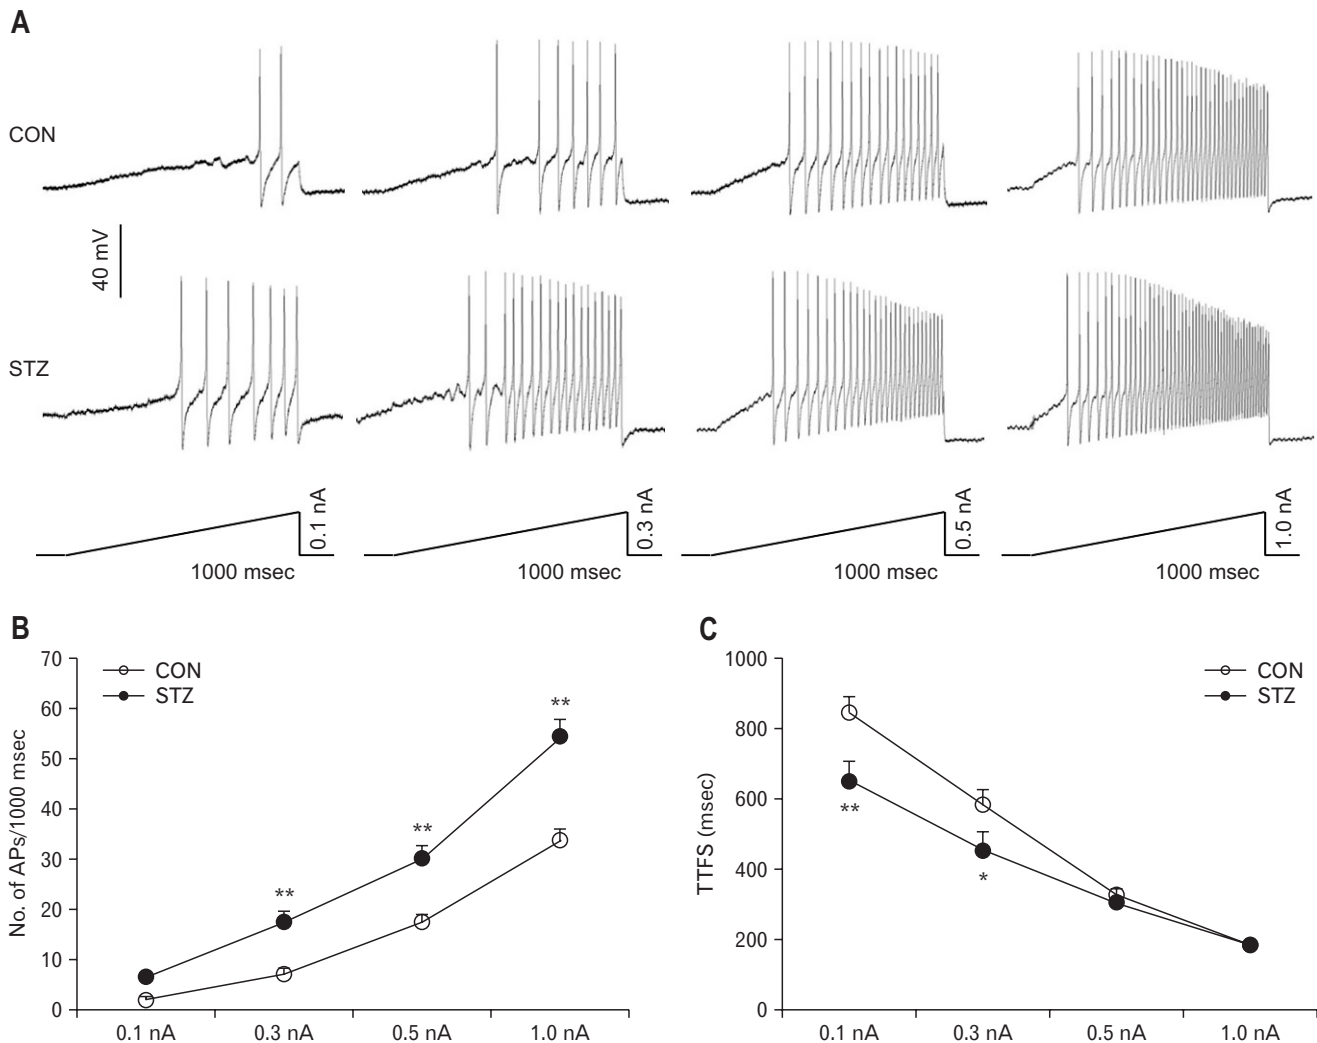 A
CON
40 mV
STZ
0.1 nA
0.3 nA
0.5 nA
1.0 nA
1000 msec
1000 msec
1000 msec
1000 msec
B
No. of APs/1000 msec
70
60
50
40
30
20
10
0
CON
STZ
**
**
**
0.1 nA
0.3 nA
0.5 nA
1.0 nA
C
TTFS (msec)
1000
800
600
400
200
0
CON
STZ
**
*
0.1 nA
0.3 nA
0.5 nA
1.0 nA